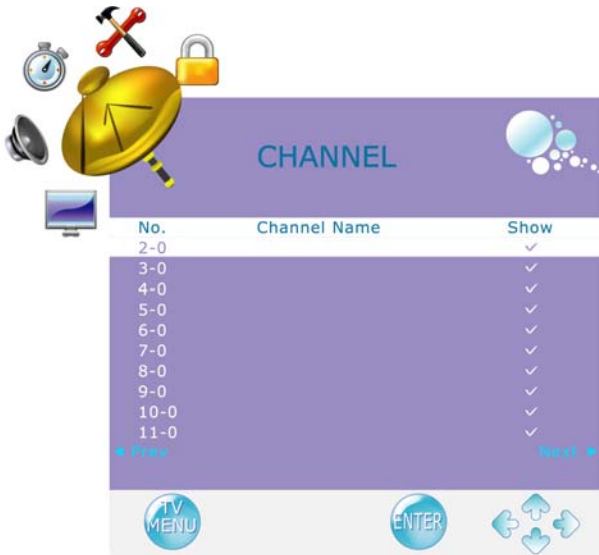 CHANNEL
No. Channel Name Show
2-0 ✓
3-0 ✓
4-0 ✓
5-0 ✓
6-0 ✓
7-0 ✓
8-0 ✓
9-0 ✓
10-0 ✓
11-0 ✓
◄ Prev Next ►
TV
MENU ENTER